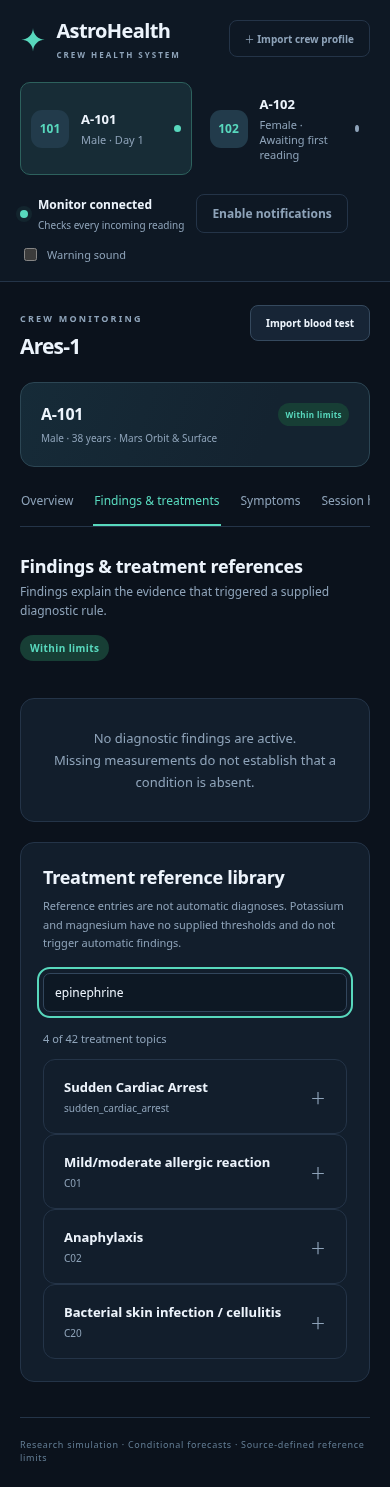 AstroHealth
CREW HEALTH SYSTEM
+ Import crew profile
101
A-101
Male · Day 1
102
A-102
Female ·
Awaiting first
reading
Monitor connected
Checks every incoming reading
Enable notifications
Warning sound
CREW MONITORING
Ares-1
Import blood test
A-101
Male · 38 years · Mars Orbit & Surface
Within limits
Overview
Findings & treatments
Symptoms
Session h
Findings & treatment references
Findings explain the evidence that triggered a supplied
diagnostic rule.
Within limits
No diagnostic findings are active.
Missing measurements do not establish that a
condition is absent.
Treatment reference library
Reference entries are not automatic diagnoses. Potassium
and magnesium have no supplied thresholds and do not
trigger automatic findings.
epinephrine
4 of 42 treatment topics
Sudden Cardiac Arrest
sudden_cardiac_arrest
Mild/moderate allergic reaction
C01
Anaphylaxis
C02
Bacterial skin infection / cellulitis
C20
Research simulation · Conditional forecasts · Source-defined reference
limits